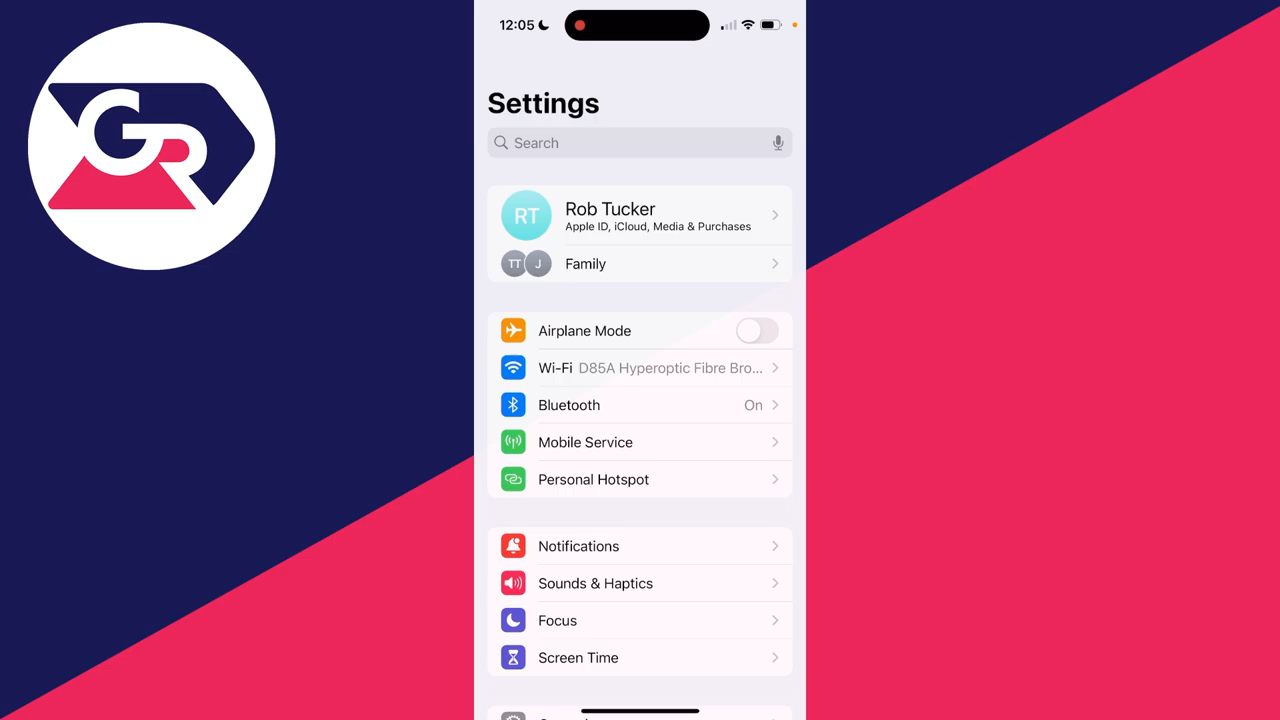 GR
12:05
Settings
Search
RT
Rob Tucker
Apple ID, iCloud, Media & Purchases
TT J
Family
Airplane Mode
Wi-Fi D85A Hyperoptic Fibre Bro...
Bluetooth On
Mobile Service
Personal Hotspot
Notifications
Sounds & Haptics
Focus
Screen Time